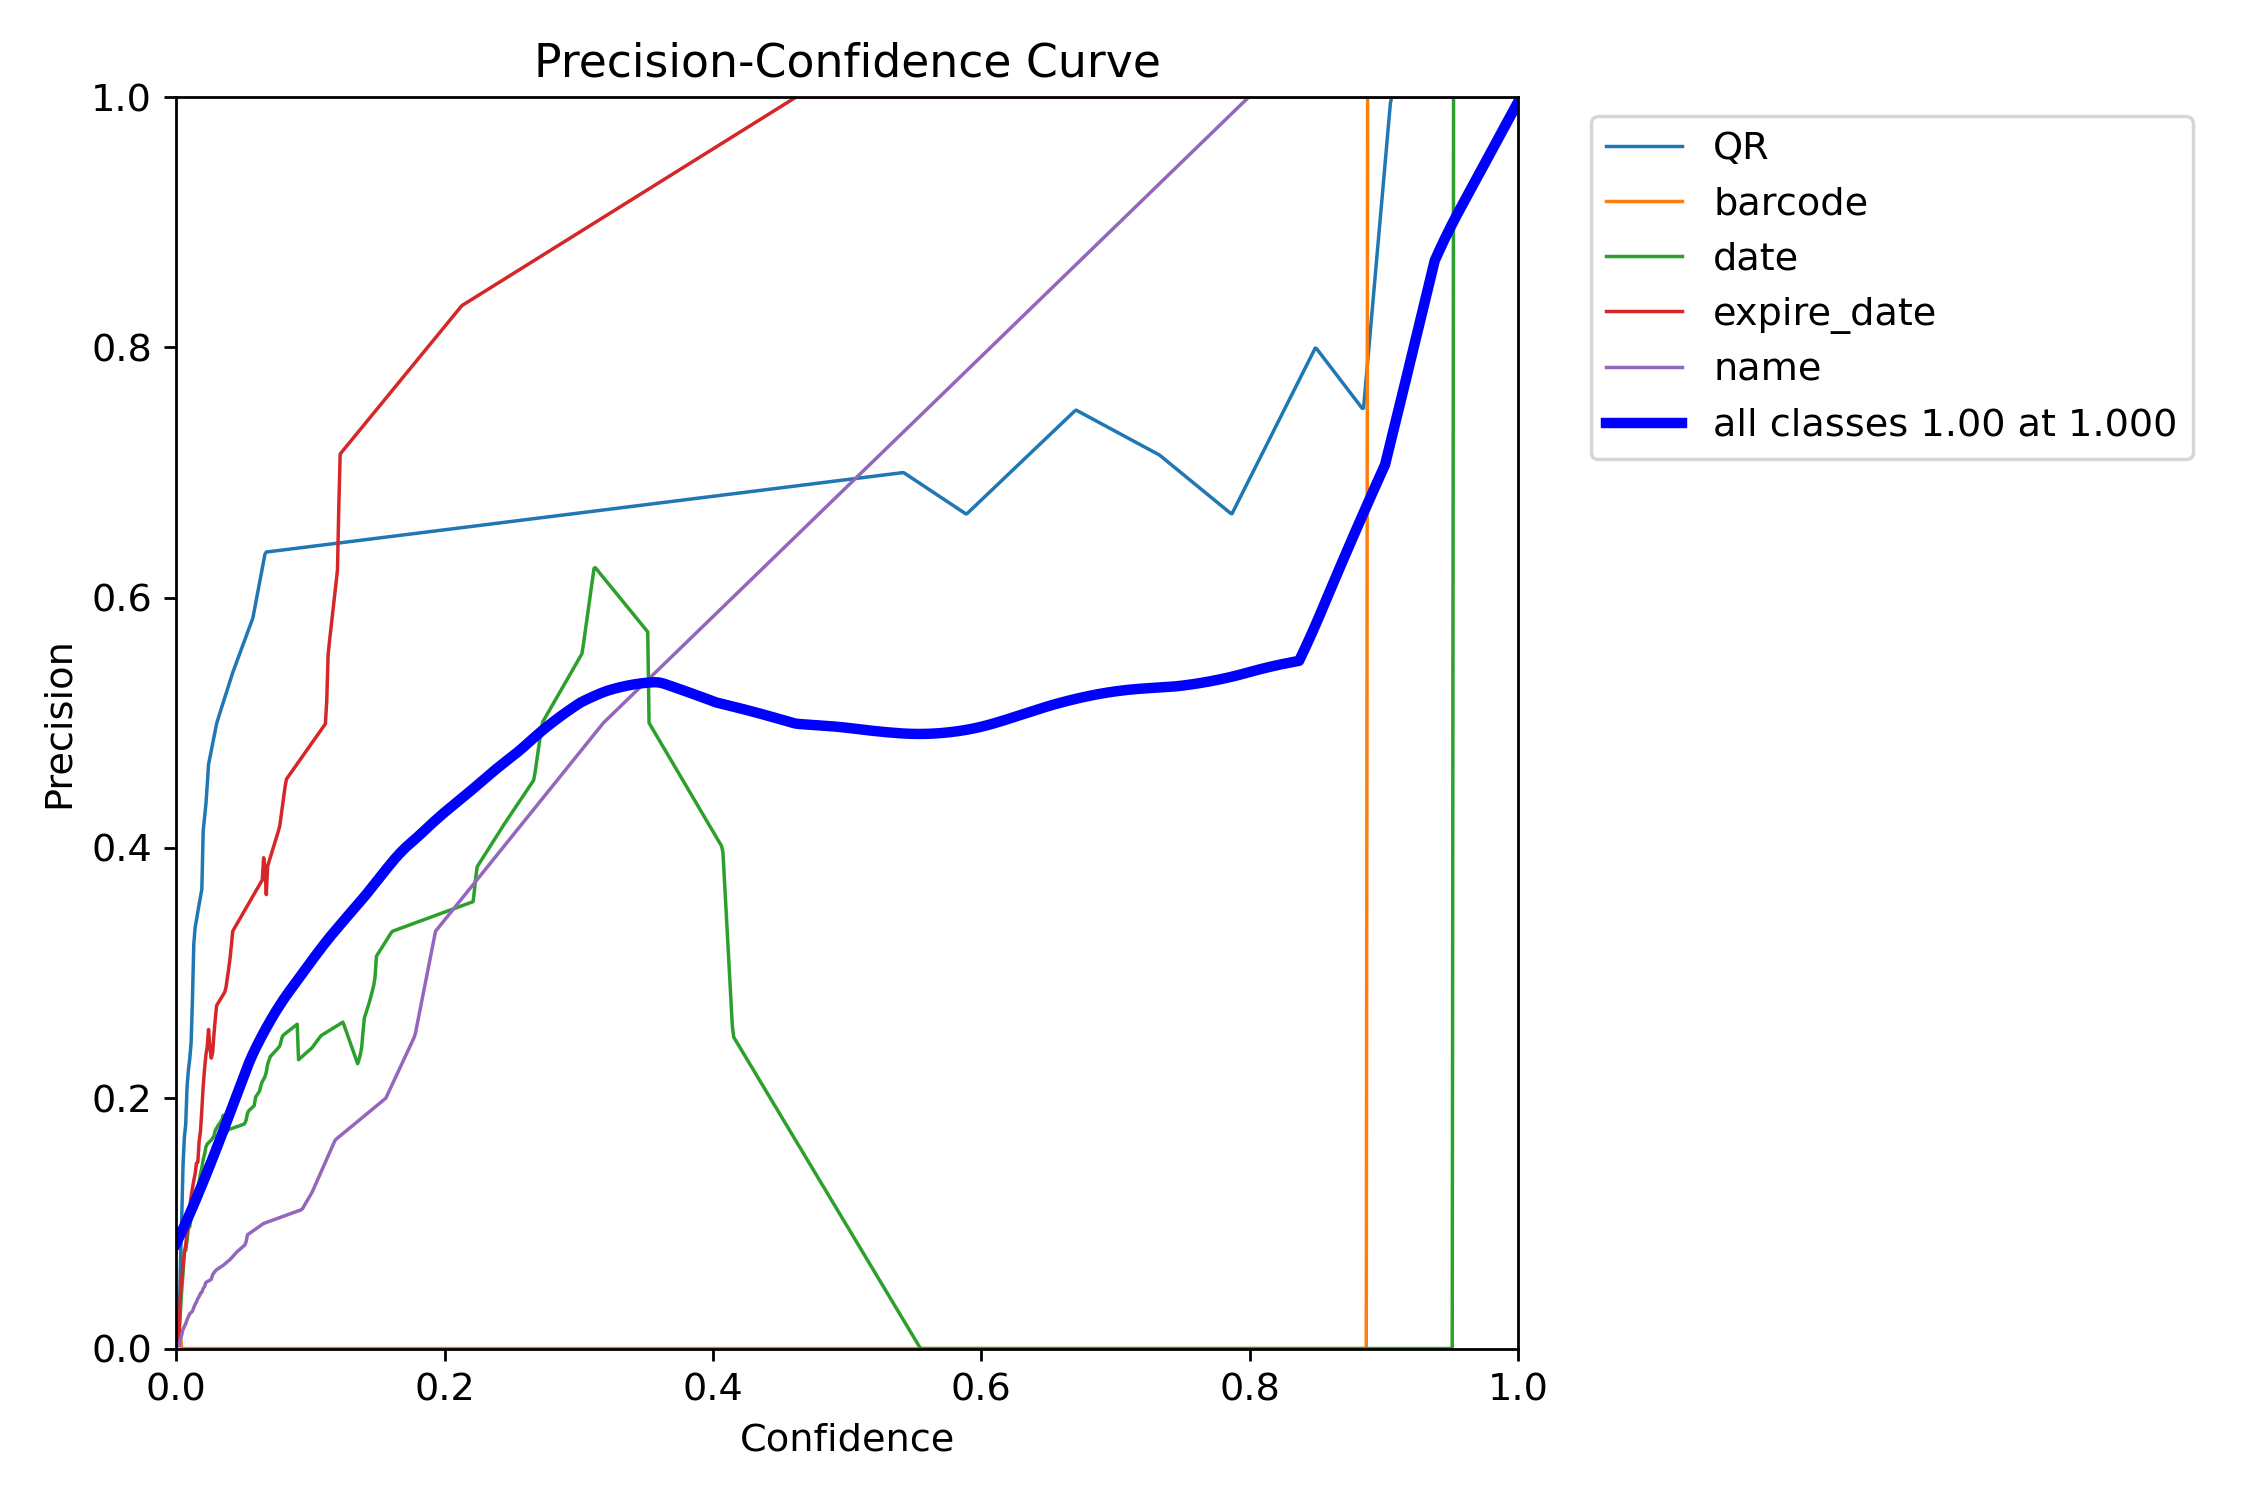 Precision-Confidence Curve
1.0
0.8
0.6
0.4
0.2
0.0
Precision
0.0 0.2 0.4 0.6 0.8 1.0
Confidence
QR
barcode
date
expire_date
name
all classes 1.00 at 1.000